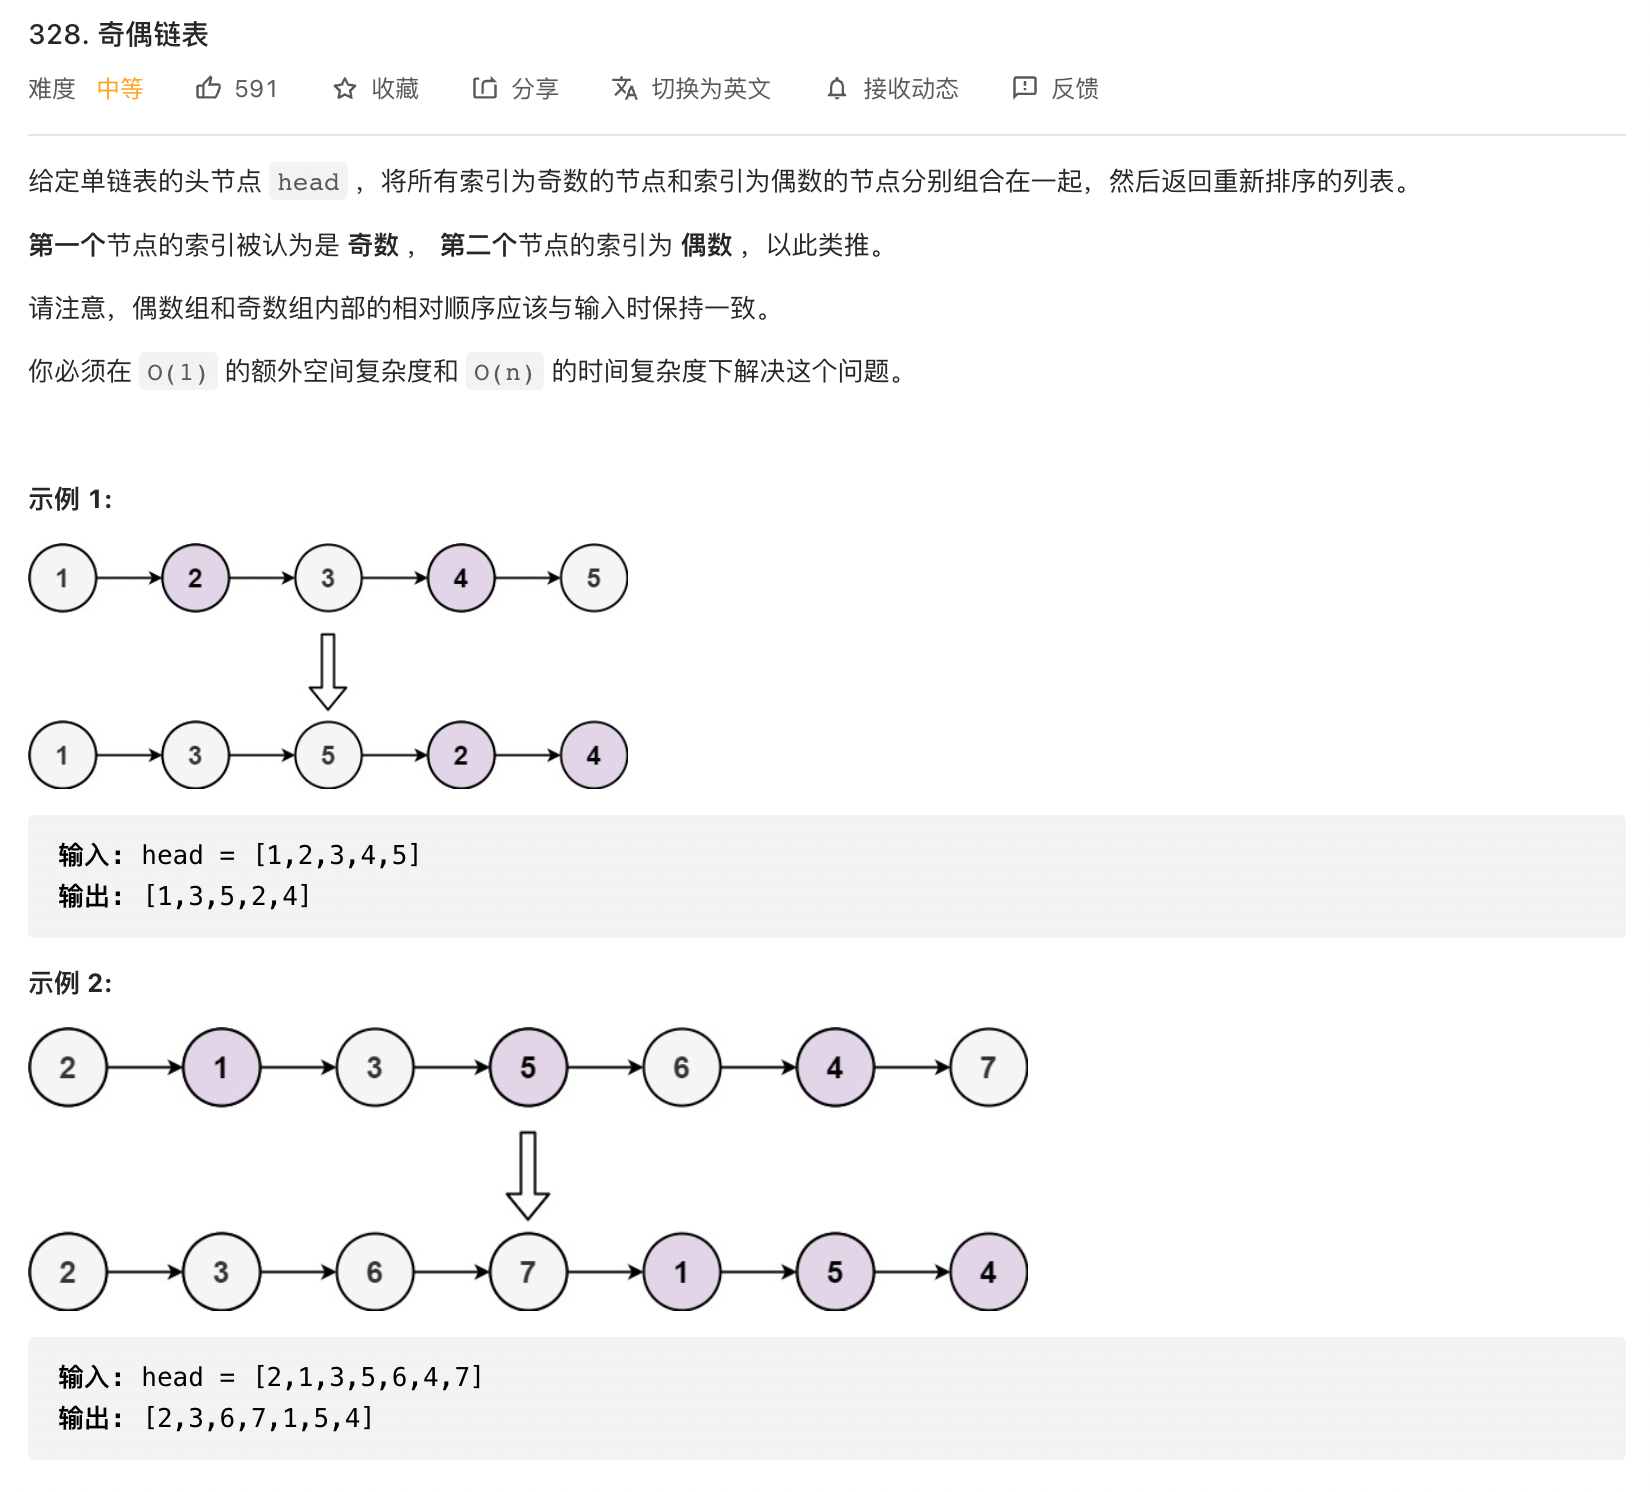 328. 奇偶链表
难度 中等 591 收藏 分享 切换为英文 接收动态 反馈
给定单链表的头节点 head ，将所有索引为奇数的节点和索引为偶数的节点分别组合在一起，然后返回重新排序的列表。
第一个节点的索引被认为是 奇数 ， 第二个节点的索引为 偶数 ，以此类推。
请注意，偶数组和奇数组内部的相对顺序应该与输入时保持一致。
你必须在 O(1) 的额外空间复杂度和 O(n) 的时间复杂度下解决这个问题。
示例 1:
1 2 3 4 5
1 3 5 2 4
输入: head = [1,2,3,4,5]
输出: [1,3,5,2,4]
示例 2:
2 1 3 5 6 4 7
2 3 6 7 1 5 4
输入: head = [2,1,3,5,6,4,7]
输出: [2,3,6,7,1,5,4]